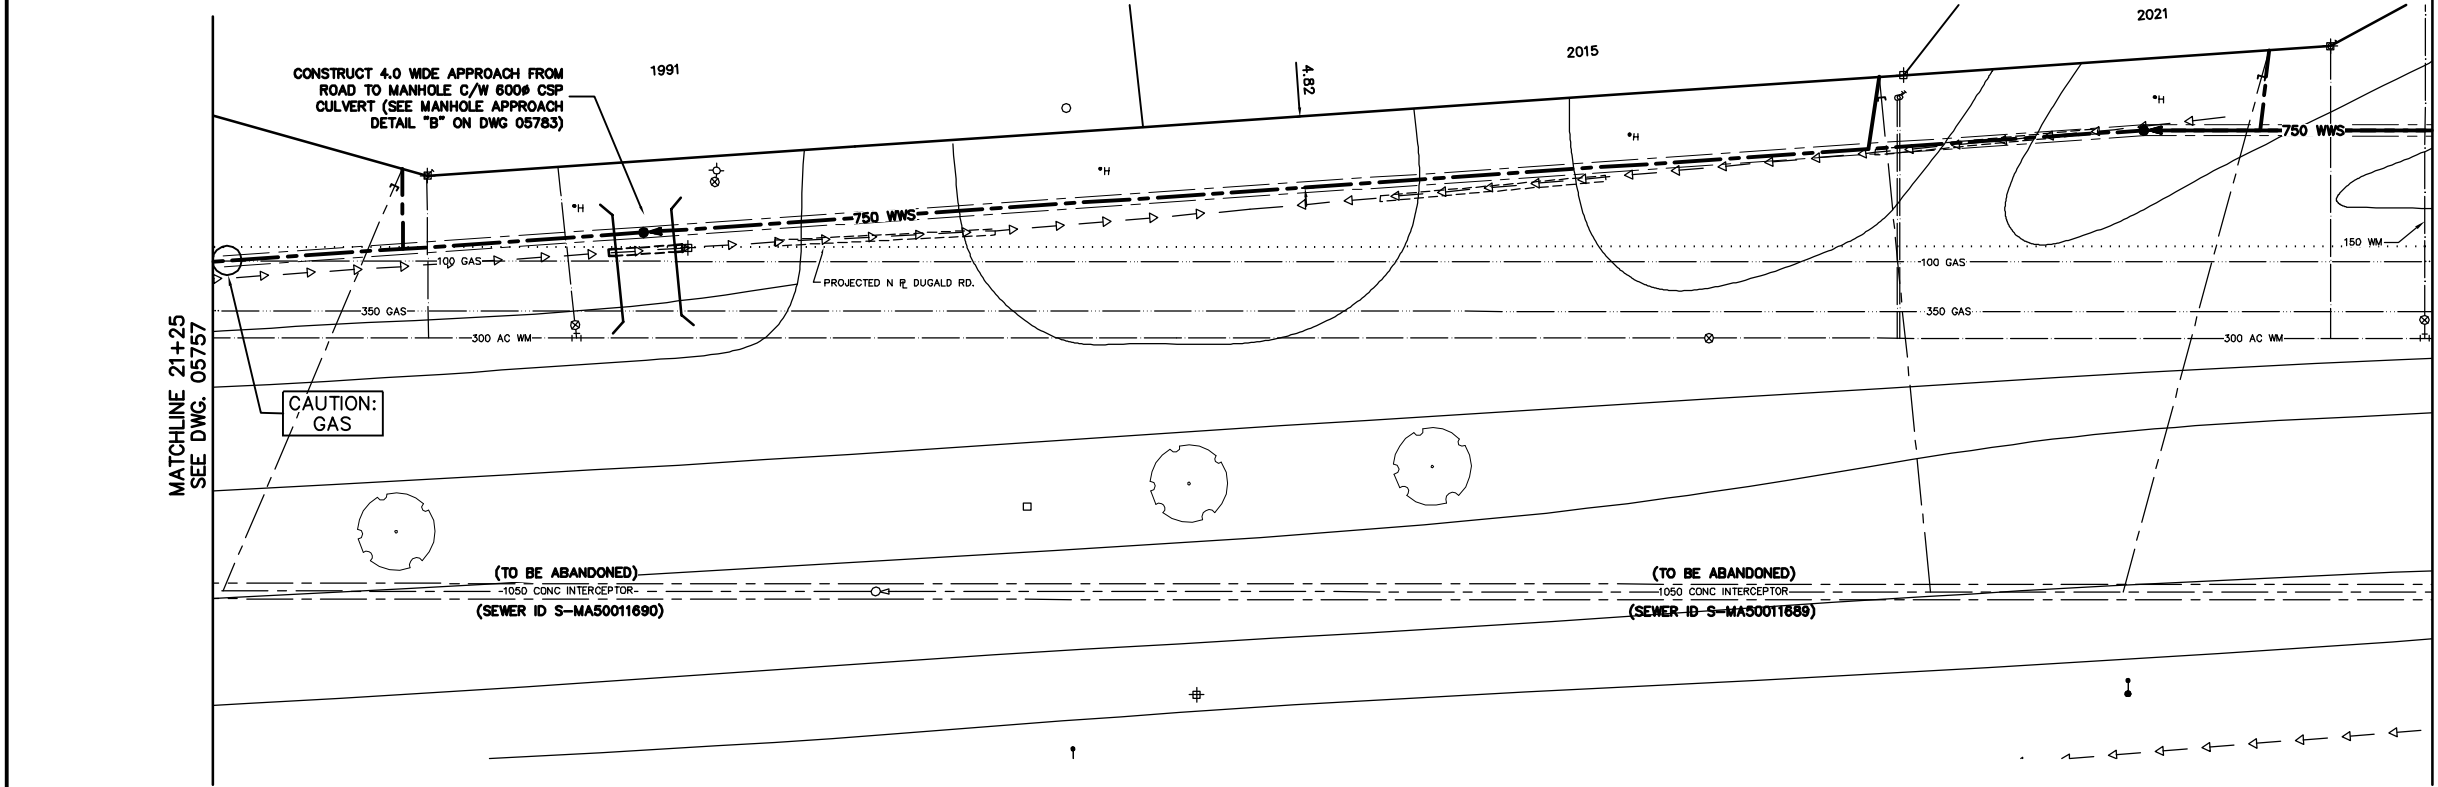 2021
2015
4.82
1991
CONSTRUCT 4.0 WIDE APPROACH FROM
ROAD TO MANHOLE C/W 600ø CSP
CULVERT (SEE MANHOLE APPROACH
DETAIL "B" ON DWG 05783)
H
H
H
H
750 WWS
750 WWS
150 WM
100 GAS
100 GAS
PROJECTED N PL DUGALD RD.
350 GAS
350 GAS
300 AC WM
300 AC WM
MATCHLINE 21+25
SEE DWG. 05757
CAUTION:
GAS
(TO BE ABANDONED)
1050 CONC INTERCEPTOR
(SEWER ID S-MA50011690)
(TO BE ABANDONED)
1050 CONC INTERCEPTOR
(SEWER ID S-MA50011689)